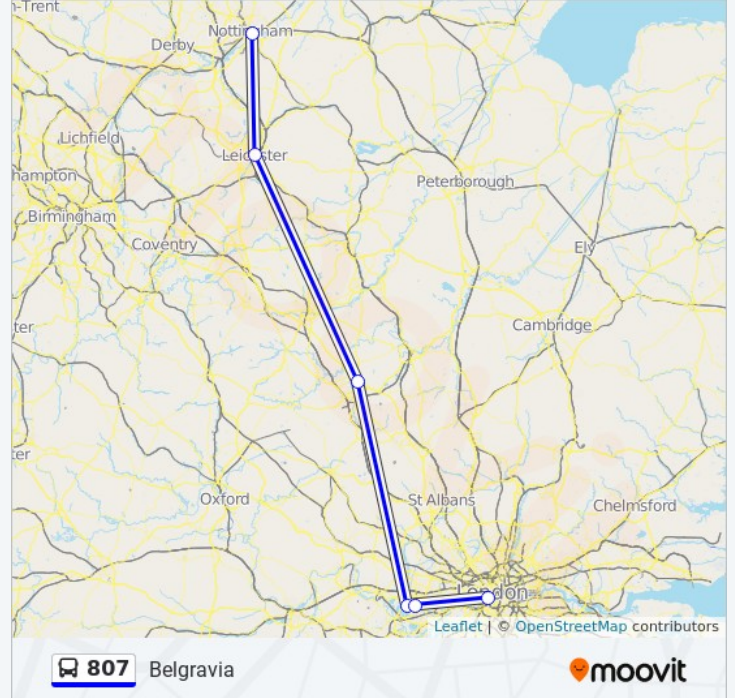 n-Trent
Nottingham
Derby
Lichfield
Leicester
hampton
Peterborough
Birmingham
Coventry
Ely
ter
Cambridge
ter
Oxford
St Albans
Chelmsford
London
Leaflet | © OpenStreetMap contributors
807 Belgravia
moovit